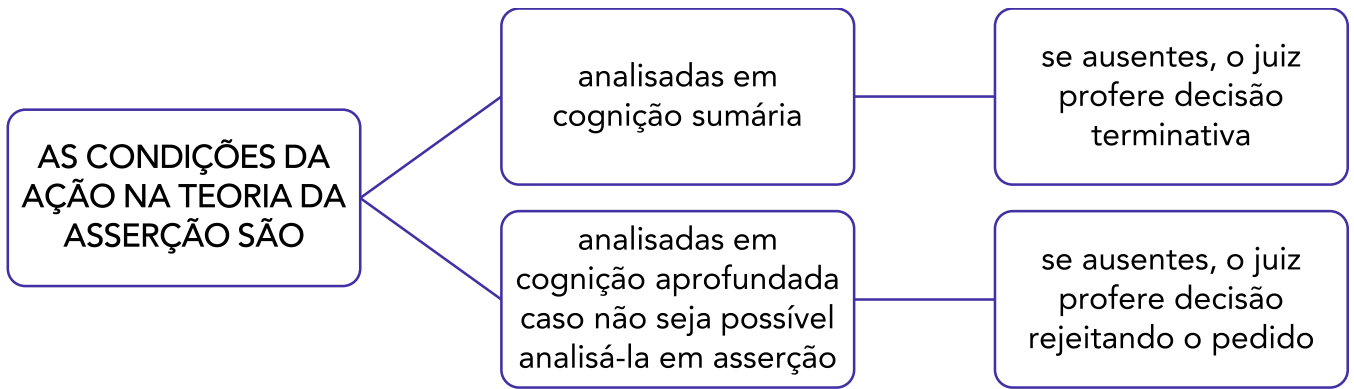 AS CONDIÇÕES DA
AÇÃO NA TEORIA DA
ASSERÇÃO SÃO
analisadas em
cognição sumária
se ausentes, o juiz
profere decisão
terminativa
analisadas em
cognição aprofundada
caso não seja possível
analisá-la em asserção
se ausentes, o juiz
profere decisão
rejeitando o pedido